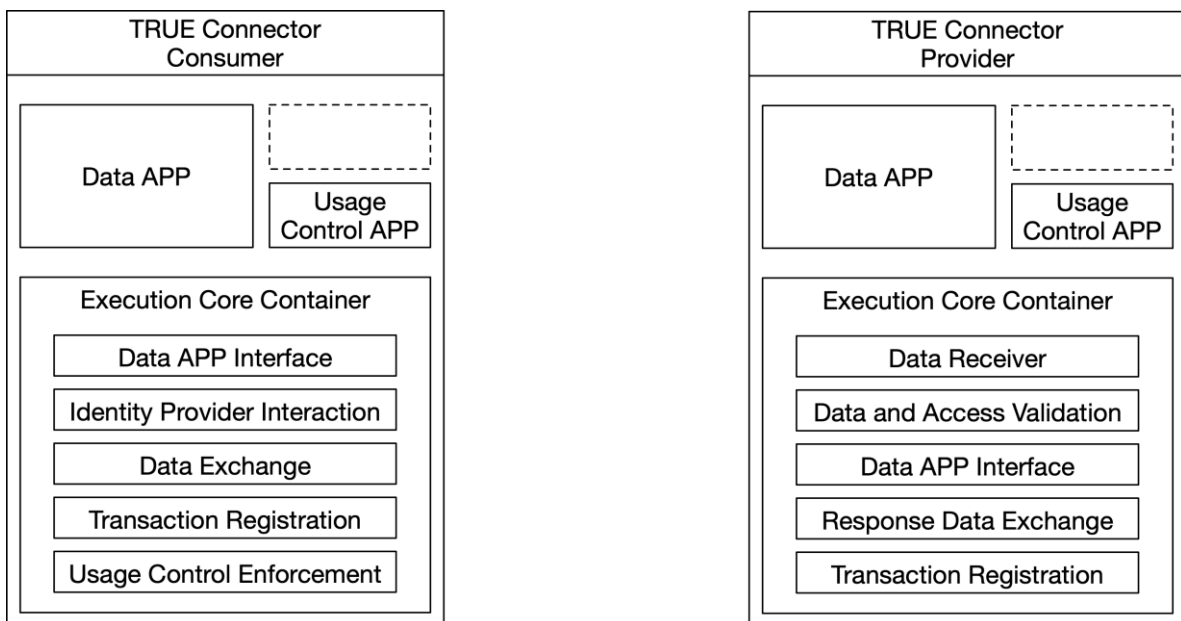 TRUE Connector
Consumer
Data APP
Usage
Control APP
Execution Core Container
Data APP Interface
Identity Provider Interaction
Data Exchange
Transaction Registration
Usage Control Enforcement
TRUE Connector
Provider
Data APP
Usage
Control APP
Execution Core Container
Data Receiver
Data and Access Validation
Data APP Interface
Response Data Exchange
Transaction Registration